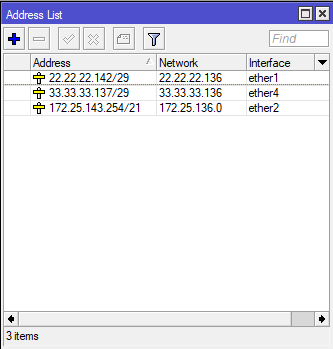 Address List
Find
Address Network Interface
22.22.22.142/29 22.22.22.136 ether1
33.33.33.137/29 33.33.33.136 ether4
172.25.143.254/21 172.25.136.0 ether2
3 items